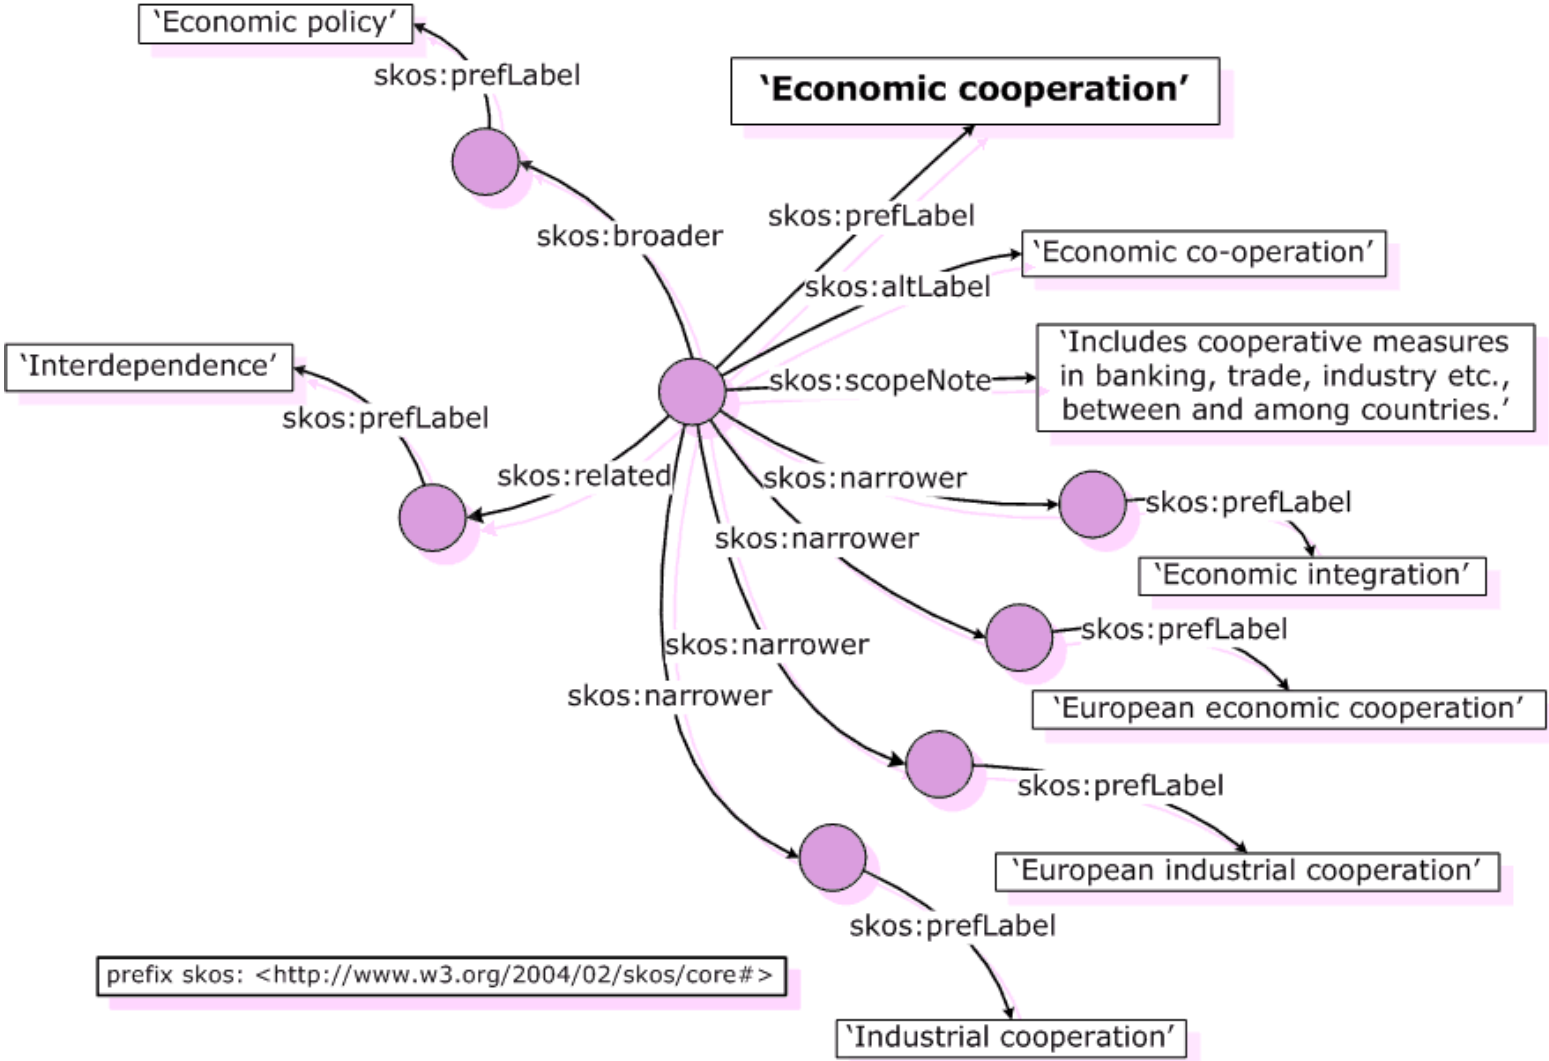 ‘Economic policy’
skos:prefLabel
‘Economic cooperation’
skos:prefLabel
skos:broader
‘Economic co-operation’
skos:altLabel
‘Includes cooperative measures
in banking, trade, industry etc.,
between and among countries.’
skos:scopeNote
‘Interdependence’
skos:prefLabel
skos:related
skos:narrower
skos:prefLabel
‘Economic integration’
skos:narrower
skos:prefLabel
‘European economic cooperation’
skos:narrower
skos:prefLabel
‘European industrial cooperation’
skos:narrower
skos:prefLabel
‘Industrial cooperation’
prefix skos: <http://www.w3.org/2004/02/skos/core#>